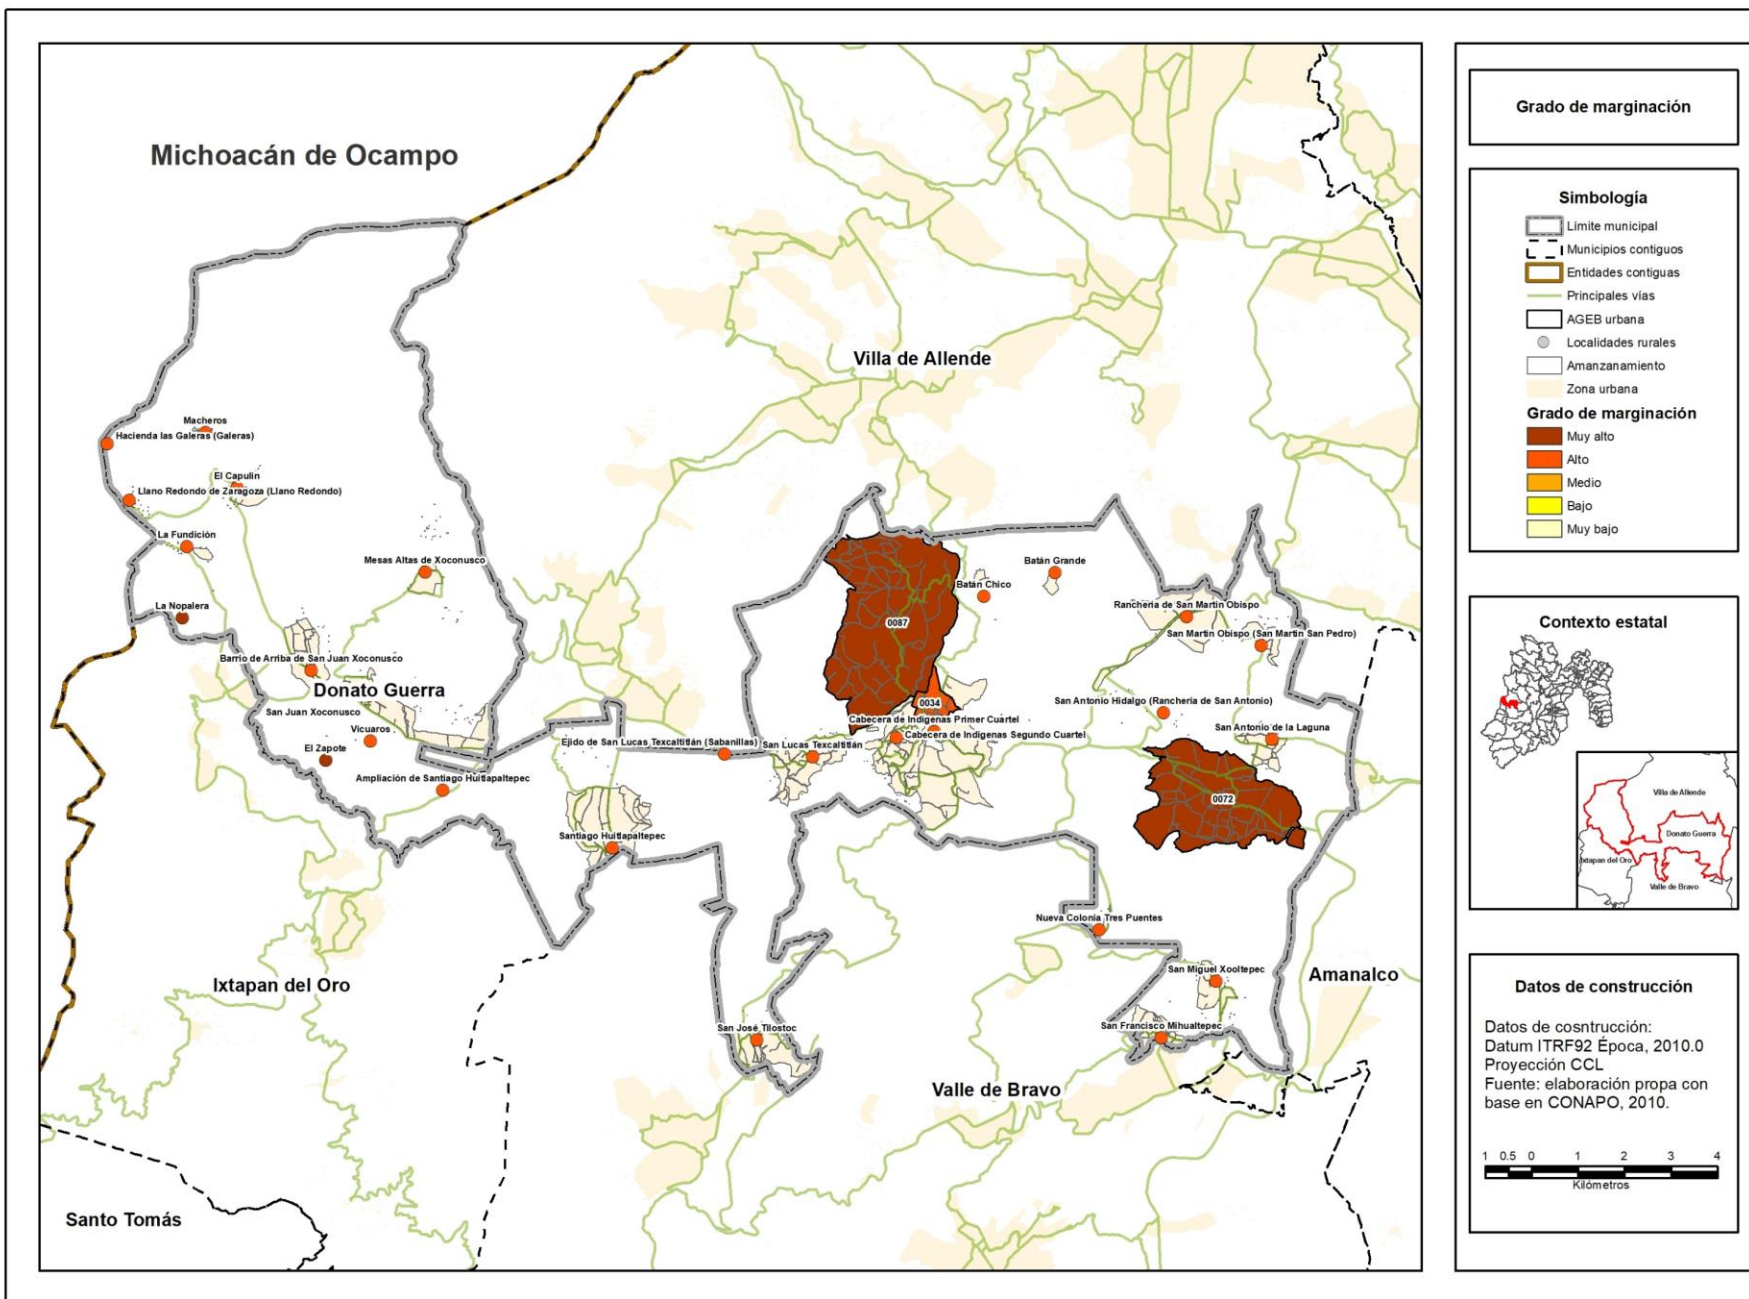 Michoacán de Ocampo
Villa de Allende
Macheros
Hacienda las Galeras (Galeras)
El Capulin
Llano Redondo de Zaragoza (Llano Redondo)
La Fundición
Mesas Altas de Xoconusco
La Nopalera
Barrio de Arriba de San Juan Xoconusco
Donato Guerra
San Juan Xoconusco
Vicuaros
El Zapote
Ampliación de Santiago Huitlapaltepec
Ejido de San Lucas Texcaltitlán (Sabanillas)
San Lucas Texcaltitlán
Santiago Huitlapaltepec
0087
0034
Cabecera de Indigenas Primer Cuartel
Cabecera de Indigenas Segundo Cuartel
Batán Chico
Batán Grande
Rancheria de San Martin Obispo
San Martin Obispo (San Martin San Pedro)
San Antonio Hidalgo (Rancheria de San Antonio)
San Antonio de la Laguna
0072
Nueva Colonia Tres Puentes
San Miguel Xooltepec
San Francisco Mihualtepec
San José Tilostoc
Ixtapan del Oro
Amanalco
Valle de Bravo
Santo Tomás
Grado de marginación
Simbología
Límite municipal
Municipios contiguos
Entidades contiguas
Principales vías
AGEB urbana
Localidades rurales
Amanzanamiento
Zona urbana
Grado de marginación
Muy alto
Alto
Medio
Bajo
Muy bajo
Contexto estatal
Villa de Allende
Donato Guerra
Ixtapan del Oro
Valle de Bravo
Datos de construcción
Datos de cosntrucción:
Datum ITRF92 Época, 2010.0
Proyección CCL
Fuente: elaboración propa con
base en CONAPO, 2010.
1 0.5 0 1 2 3 4
Kilómetros